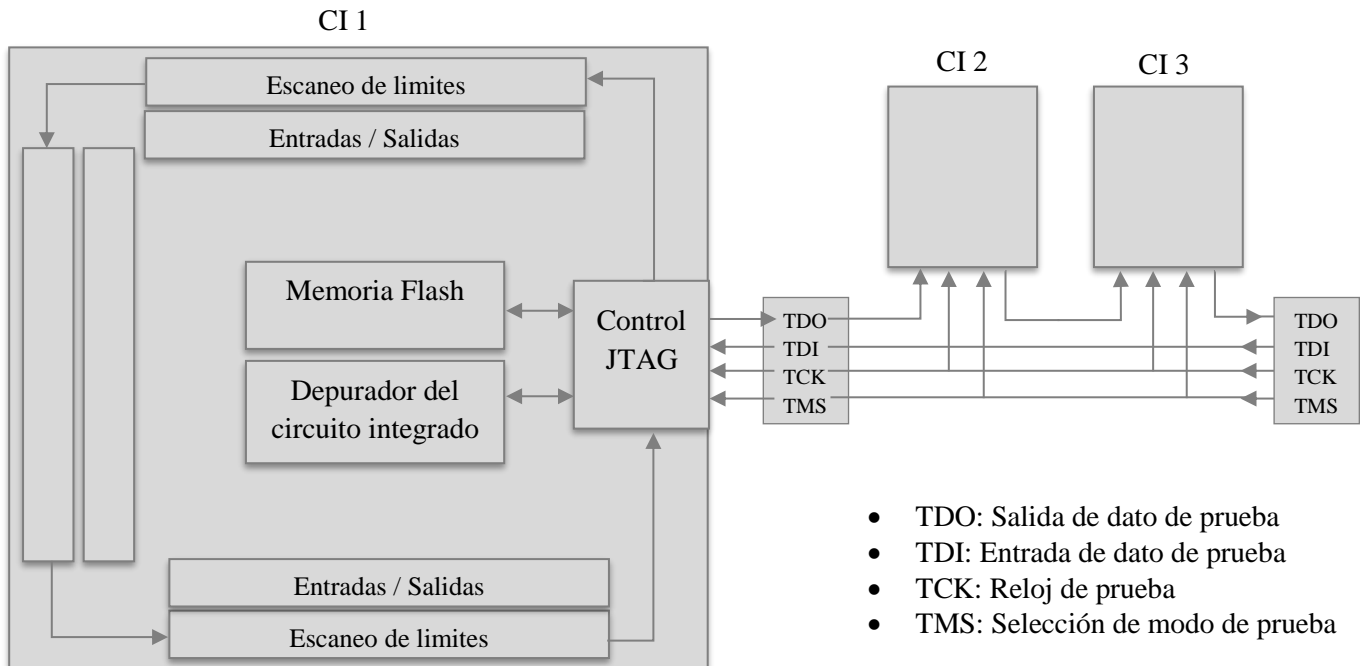 CI 1
CI 2
CI 3
Escaneo de limites
Entradas / Salidas
Memoria Flash
Depurador del
circuito integrado
Control
JTAG
Entradas / Salidas
Escaneo de limites
TDO
TDI
TCK
TMS
TDO
TDI
TCK
TMS
• TDO: Salida de dato de prueba
• TDI: Entrada de dato de prueba
• TCK: Reloj de prueba
• TMS: Selección de modo de prueba